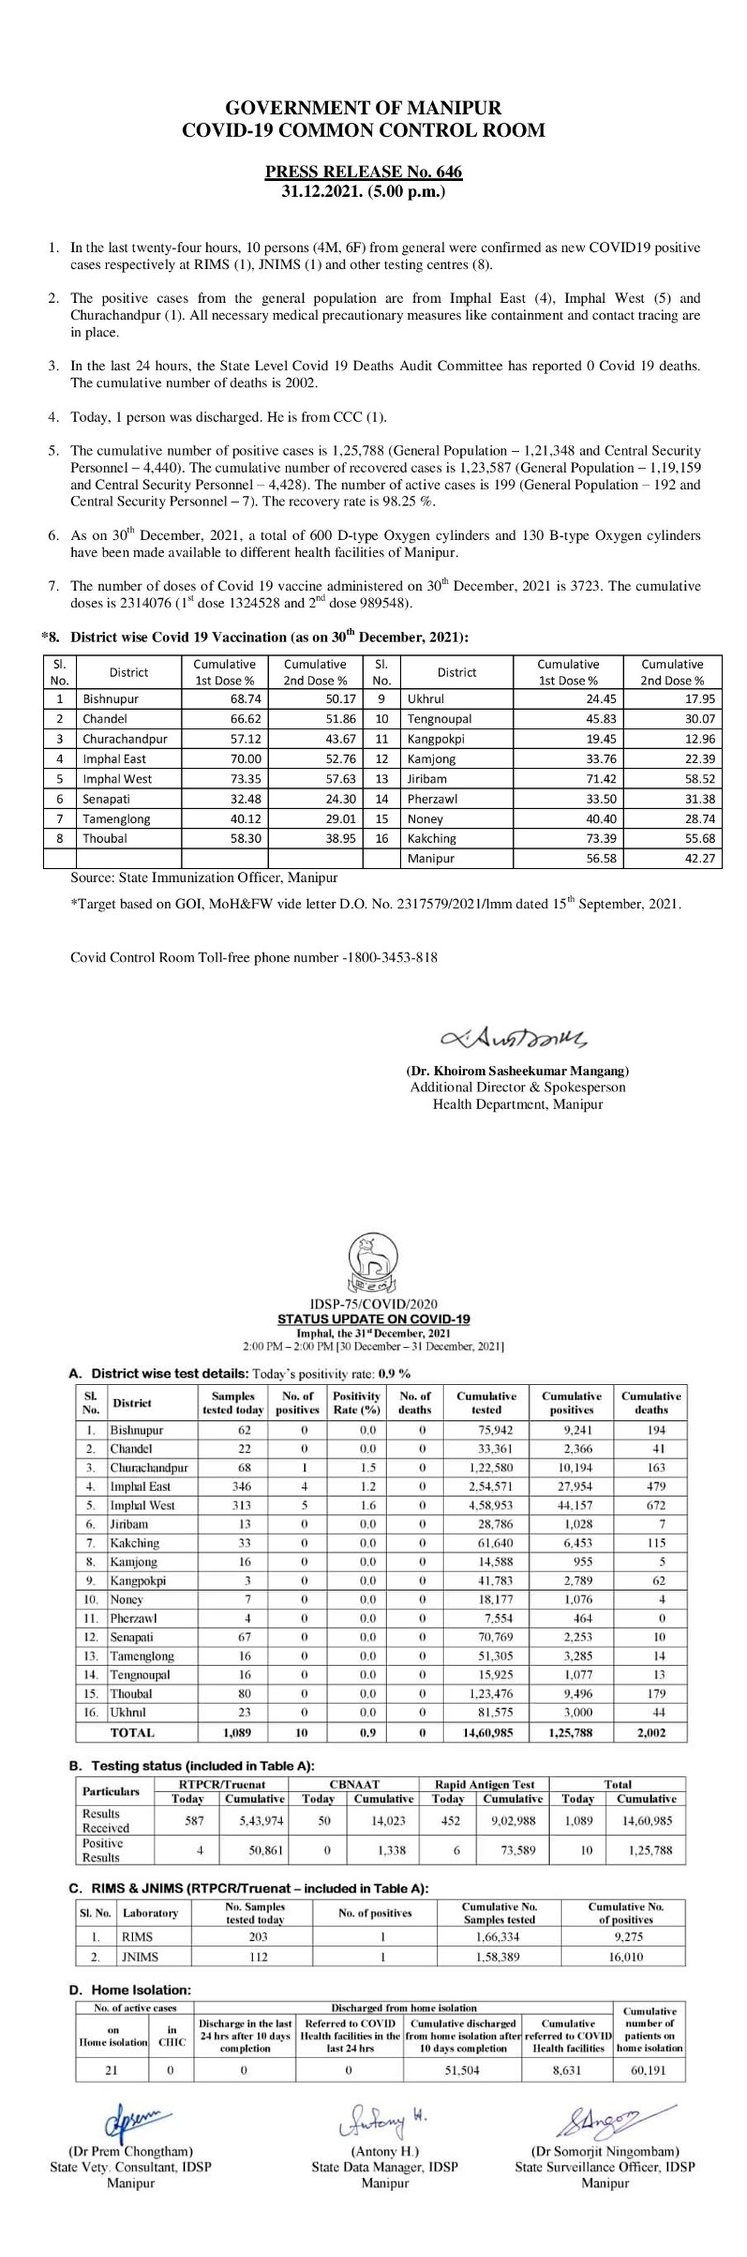 GOVERNMENT OF MANIPUR
COVID-19 COMMON CONTROL ROOM
PRESS RELEASE No. 646
31.12.2021. (5.00 p.m.)
1. In the last twenty-four hours, 10 persons (4M, 6F) from general were confirmed as new COVID19 positive
cases respectively at RIMS (1), JNIMS (1) and other testing centres (8).
2. The positive cases from the general population are from Imphal East (4), Imphal West (5) and
Churachandpur (1). All necessary medical precautionary measures like containment and contact tracing are
in place.
3. In the last 24 hours, the State Level Covid 19 Deaths Audit Committee has reported 0 Covid 19 deaths.
The cumulative number of deaths is 2002.
4. Today, 1 person was discharged. He is from CCC (1).
5. The cumulative number of positive cases is 1,25,788 (General Population – 1,21,348 and Central Security
Personnel – 4,440). The cumulative number of recovered cases is 1,23,587 (General Population – 1,19,159
and Central Security Personnel – 4,428). The number of active cases is 199 (General Population – 192 and
Central Security Personnel – 7). The recovery rate is 98.25 %.
6. As on 30th December, 2021, a total of 600 D-type Oxygen cylinders and 130 B-type Oxygen cylinders
have been made available to different health facilities of Manipur.
7. The number of doses of Covid 19 vaccine administered on 30th December, 2021 is 3723. The cumulative
doses is 2314076 (1st dose 1324528 and 2nd dose 989548).
*8. District wise Covid 19 Vaccination (as on 30th December, 2021):
Sl. No. District Cumulative 1st Dose % Cumulative 2nd Dose % Sl. No. District Cumulative 1st Dose % Cumulative 2nd Dose %
1 Bishnupur 68.74 50.17 9 Ukhrul 24.45 17.95
2 Chandel 66.62 51.86 10 Tengnoupal 45.83 30.07
3 Churachandpur 57.12 43.67 11 Kangpokpi 19.45 12.96
4 Imphal East 70.00 52.76 12 Kamjong 33.76 22.39
5 Imphal West 73.35 57.63 13 Jiribam 71.42 58.52
6 Senapati 32.48 24.30 14 Pherzawl 33.50 31.38
7 Tamenglong 40.12 29.01 15 Noney 40.40 28.74
8 Thoubal 58.30 38.95 16 Kakching 73.39 55.68
Manipur 56.58 42.27
Source: State Immunization Officer, Manipur
*Target based on GOI, MoH&FW vide letter D.O. No. 2317579/2021/Imm dated 15th September, 2021.
Covid Control Room Toll-free phone number -1800-3453-818
(Dr. Khoirom Sasheekumar Mangang)
Additional Director & Spokesperson
Health Department, Manipur
IDSP-75/COVID/2020
STATUS UPDATE ON COVID-19
Imphal, the 31st December, 2021
2:00 PM – 2:00 PM [30 December – 31 December, 2021]
A. District wise test details: Today's positivity rate: 0.9 %
Sl. No. District Samples tested today No. of positives Positivity Rate (%) No. of deaths Cumulative tested Cumulative positives Cumulative deaths
1. Bishnupur 62 0 0.0 0 75,942 9,241 194
2. Chandel 22 0 0.0 0 33,361 2,366 41
3. Churachandpur 68 1 1.5 0 1,22,580 10,194 163
4. Imphal East 346 4 1.2 0 2,54,571 27,954 479
5. Imphal West 313 5 1.6 0 4,58,953 44,157 672
6. Jiribam 13 0 0.0 0 28,786 1,028 7
7. Kakching 33 0 0.0 0 61,640 6,453 115
8. Kamjong 16 0 0.0 0 14,588 955 5
9. Kangpokpi 3 0 0.0 0 41,783 2,789 62
10. Noney 7 0 0.0 0 18,177 1,076 4
11. Pherzawl 4 0 0.0 0 7,554 464 0
12. Senapati 67 0 0.0 0 70,769 2,253 10
13. Tamenglong 16 0 0.0 0 51,305 3,285 14
14. Tengnoupal 16 0 0.0 0 15,925 1,077 13
15. Thoubal 80 0 0.0 0 1,23,476 9,496 179
16. Ukhrul 23 0 0.0 0 81,575 3,000 44
TOTAL 1,089 10 0.9 0 14,60,985 1,25,788 2,002
B. Testing status (included in Table A):
Particulars RTPCR/Truenat CBNAAT Rapid Antigen Test Total
Today Cumulative Today Cumulative Today Cumulative Today Cumulative
Results Received 587 5,43,974 50 14,023 452 9,02,988 1,089 14,60,985
Positive Results 4 50,861 0 1,338 6 73,589 10 1,25,788
C. RIMS & JNIMS (RTPCR/Truenat – included in Table A):
Sl. No. Laboratory No. Samples tested today No. of positives Cumulative No. Samples tested Cumulative No. of positives
1. RIMS 203 1 1,66,334 9,275
2. JNIMS 112 1 1,58,389 16,010
D. Home Isolation:
No. of active cases Discharged from home isolation Cumulative number of patients on home isolation
on Home isolation in CHIC Discharge in the last 24 hrs after 10 days completion Referred to COVID Health facilities in the last 24 hrs Cumulative discharged from home isolation after 10 days completion Cumulative referred to COVID Health facilities
21 0 0 0 51,504 8,631 60,191
Antony H.
(Dr Prem Chongtham) (Antony H.) (Dr Somorjit Ningombam)
State Vety. Consultant, IDSP State Data Manager, IDSP State Surveillance Officer, IDSP
Manipur Manipur Manipur